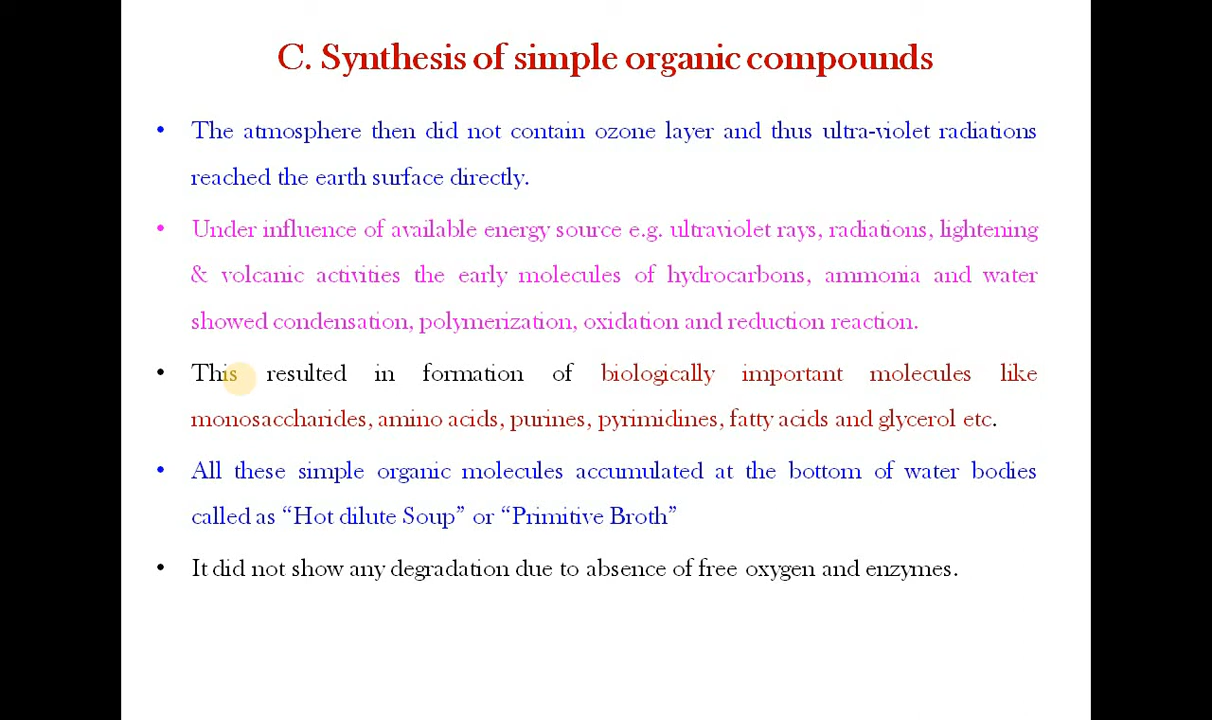 C. Synthesis of simple organic compounds
• The atmosphere then did not contain ozone layer and thus ultra-violet radiations
reached the earth surface directly.
• Under influence of available energy source e.g. ultraviolet rays, radiations, lightening
& volcanic activities the early molecules of hydrocarbons, ammonia and water
showed condensation, polymerization, oxidation and reduction reaction.
• This resulted in formation of biologically important molecules like
monosaccharides, amino acids, purines, pyrimidines, fatty acids and glycerol etc.
• All these simple organic molecules accumulated at the bottom of water bodies
called as “Hot dilute Soup” or “Primitive Broth”
• It did not show any degradation due to absence of free oxygen and enzymes.